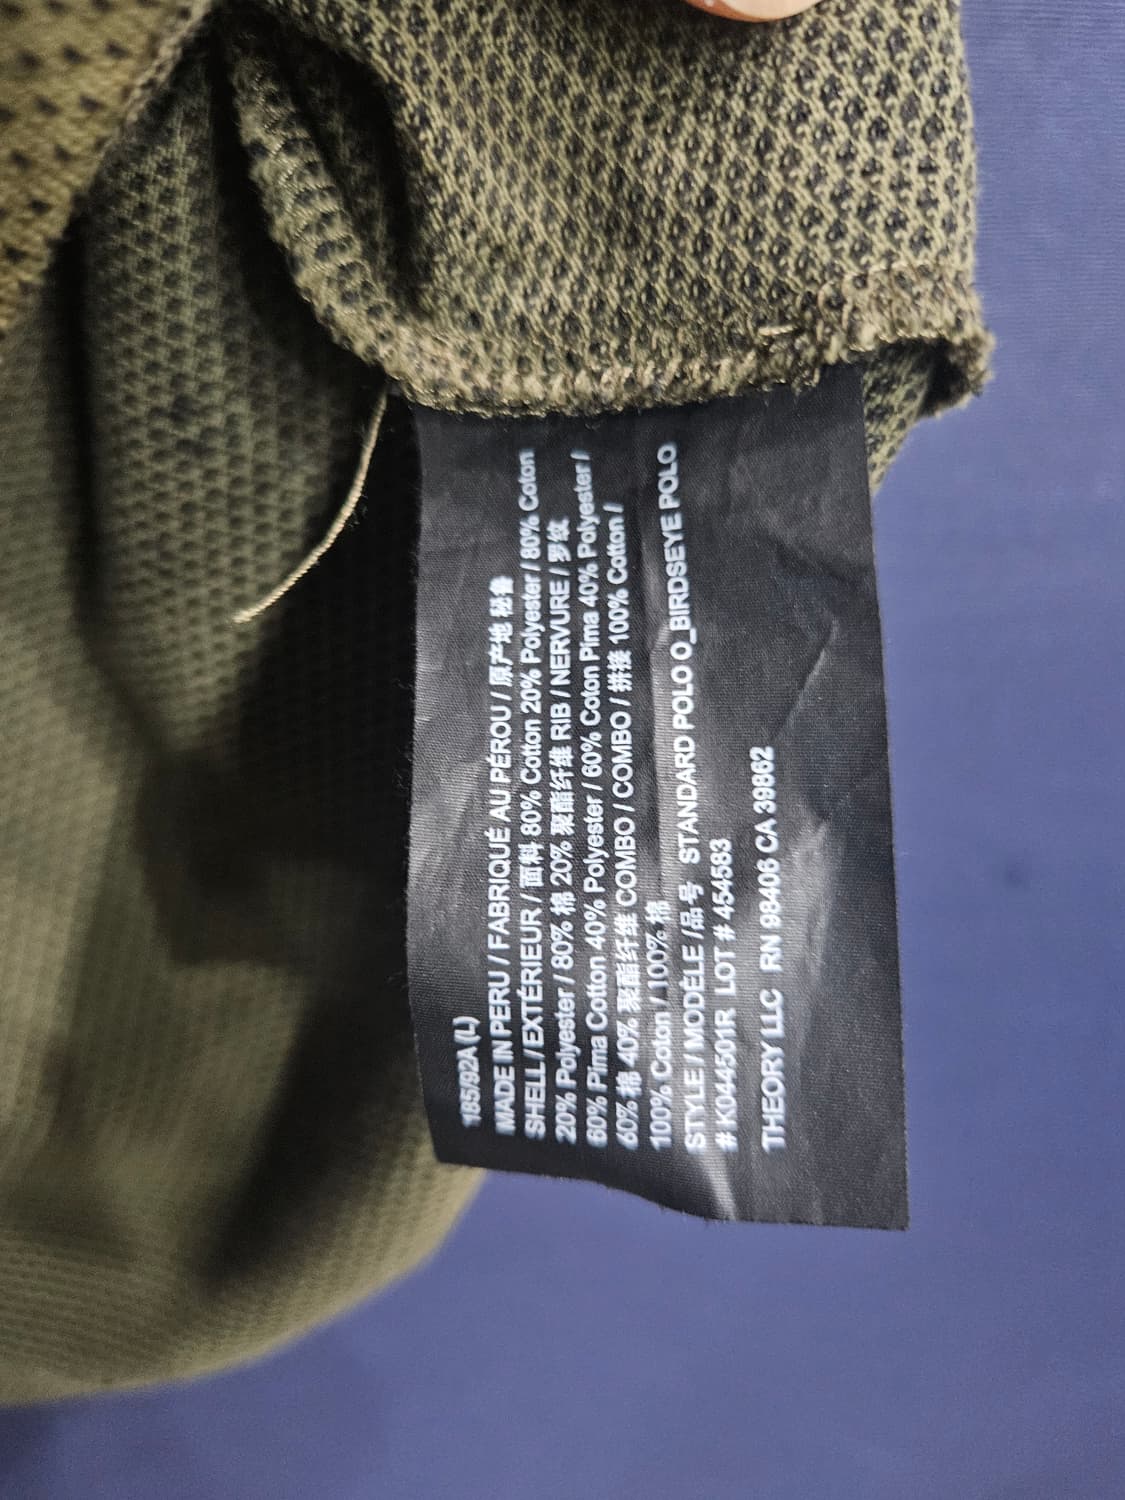 185/92A (L)
MADE IN PERU / FABRIQUÉ AU PÉROU / 原产地 秘鲁
SHELL / EXTÉRIEUR / 面料 80% Cotton 20% Polyester / 80% Coton
20% Polyester / 80% 棉 20% 聚酯纤维 RIB / NERVURE / 罗纹
60% Pima Cotton 40% Polyester / 60% Coton Pima 40% Polyester /
60% 棉 40% 聚酯纤维 COMBO / COMBO / 拼接 100% Cotton /
100% Coton / 100% 棉
STYLE / MODÈLE / 品号 STANDARD POLO O_BIRDSEYE POLO
# K044501R LOT # 454583
THEORY LLC RN 98406 CA 39862